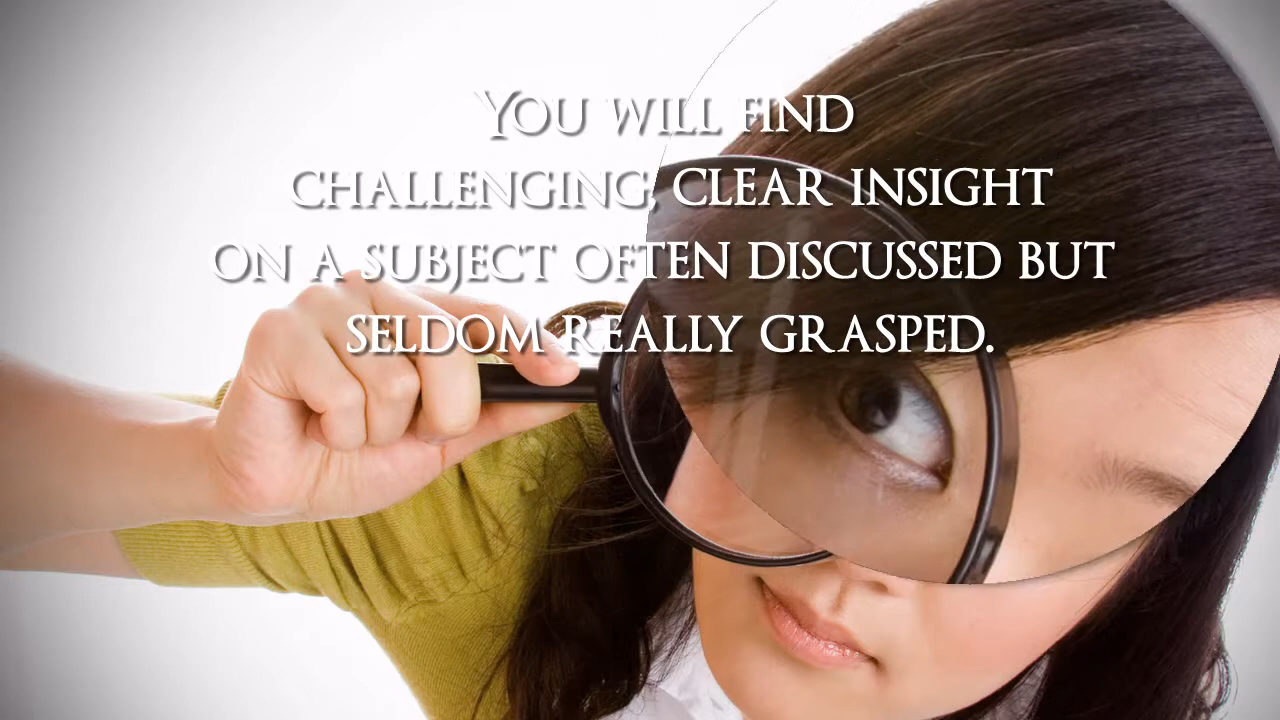 You will find
challenging, clear insight
on a subject often discussed but
seldom really grasped.